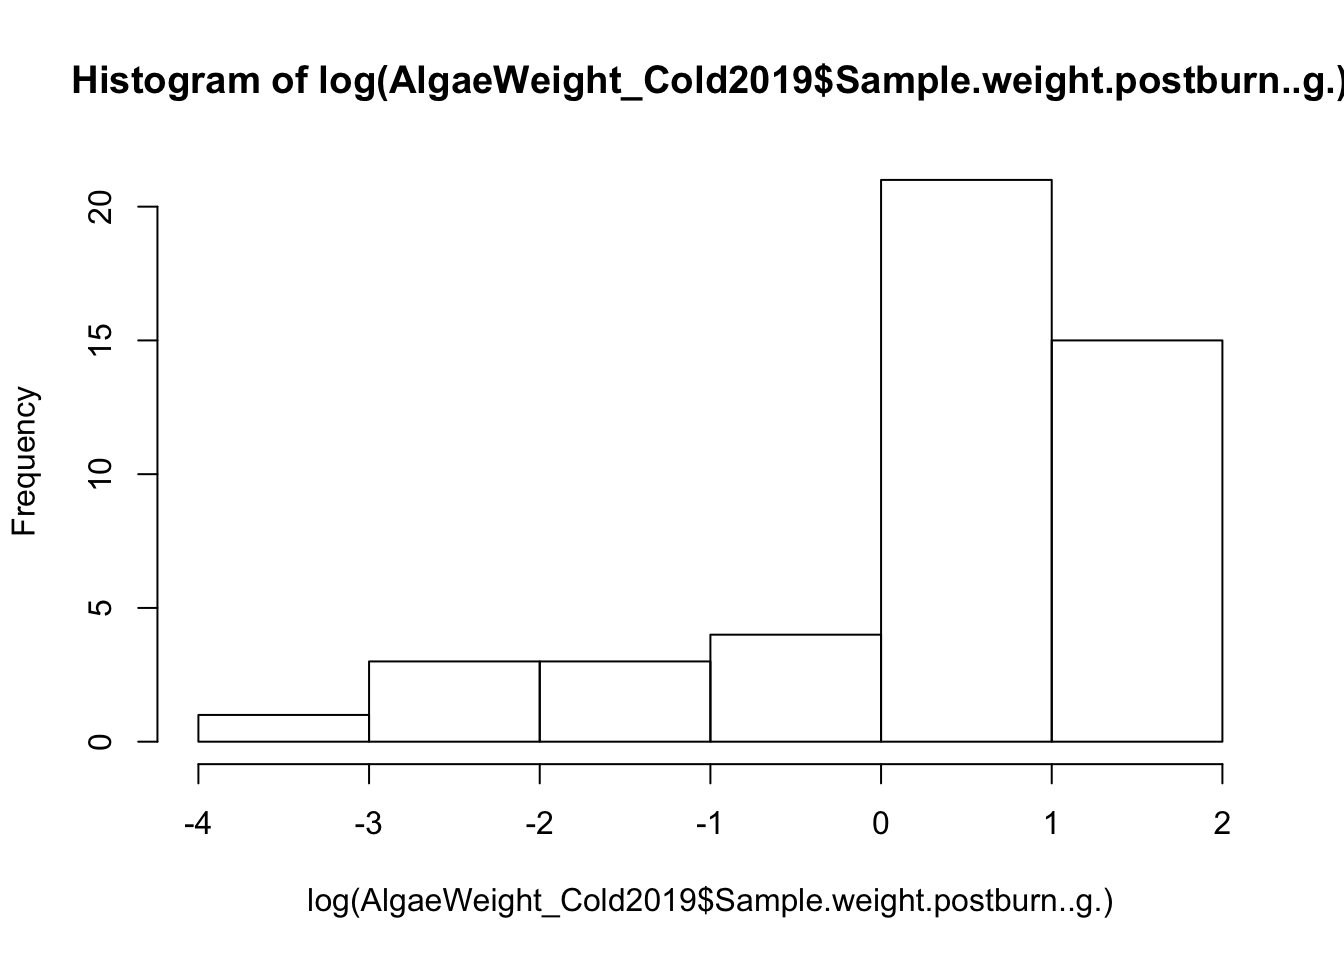 Histogram of log(AlgaeWeight_Cold2019$Sample.weight.postburn..g.)
Frequency
20
15
10
5
0
-4 -3 -2 -1 0 1 2
log(AlgaeWeight_Cold2019$Sample.weight.postburn..g.)